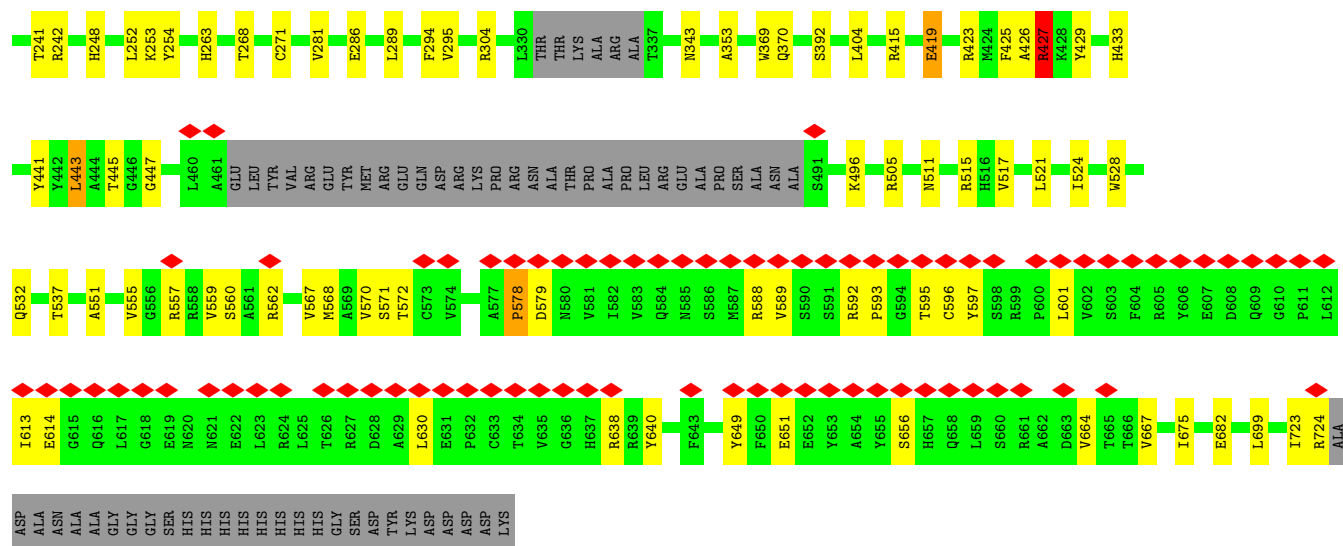 T241 R242 H248 L252 K253 Y254 H263 T268 C271 V281 E286 L289 F294 V295 R304 L330 THR THR LYS ALA ARG ALA T337 N343 A353 W369 Q370 S392 L404 R415 E419 R423 M424 F425 A426 R427 K428 Y429 H433
Y441 Y442 L443 A444 T445 G446 G447 L460 A461 GLU LEU TYR VAL ARG GLU TYR MET ARG GLU GLN ASP ARG LYS PRO ARG ASN ALA THR PRO ALA PRO LEU ARG GLU ALA PRO SER ALA ASN ALA S491 K496 R505 N511 R515 H516 V517 L521 I524 W528
Q532 T537 A551 V555 G556 R557 R558 V559 S560 A561 R562 V567 M568 A569 V570 S571 T572 C573 V574 A577 P578 D579 N580 V581 I582 V583 Q584 N585 S586 M587 R588 V589 S590 S591 R592 P593 G594 T595 C596 Y597 S598 R599 P600 L601 V602 S603 F604 R605 Y606 E607 D608 Q609 G610 P611 L612
I613 E614 G615 Q616 L617 G618 E619 N620 N621 E622 L623 R624 L625 T626 R627 D628 A629 L630 E631 P632 C633 T634 V635 G636 H637 R638 R639 Y640 F643 Y649 F650 E651 E652 Y653 A654 Y655 S656 H657 Q658 L659 S660 R661 A662 D663 V664 T665 T666 V667 I675 E682 L699 I723 R724 ALA
ASP ALA ASN ALA ALA GLY GLY GLY SER HIS HIS HIS HIS HIS HIS HIS HIS GLY SER ASP TYR LYS ASP ASP ASP ASP LYS